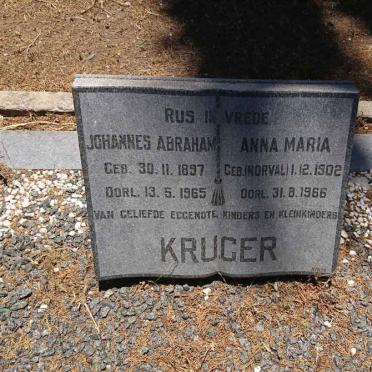 RUS IN VREDE
JOHANNES ABRAHAM
GEB. 30.11.1897
OORL. 13.5.1965
ANNA MARIA
GEB. (NORVAL) 1.12.1902
OORL. 31.8.1966
VAN GELIEFDE EGGENOTE, KINDERS EN KLEINKINDERS
KRUGER